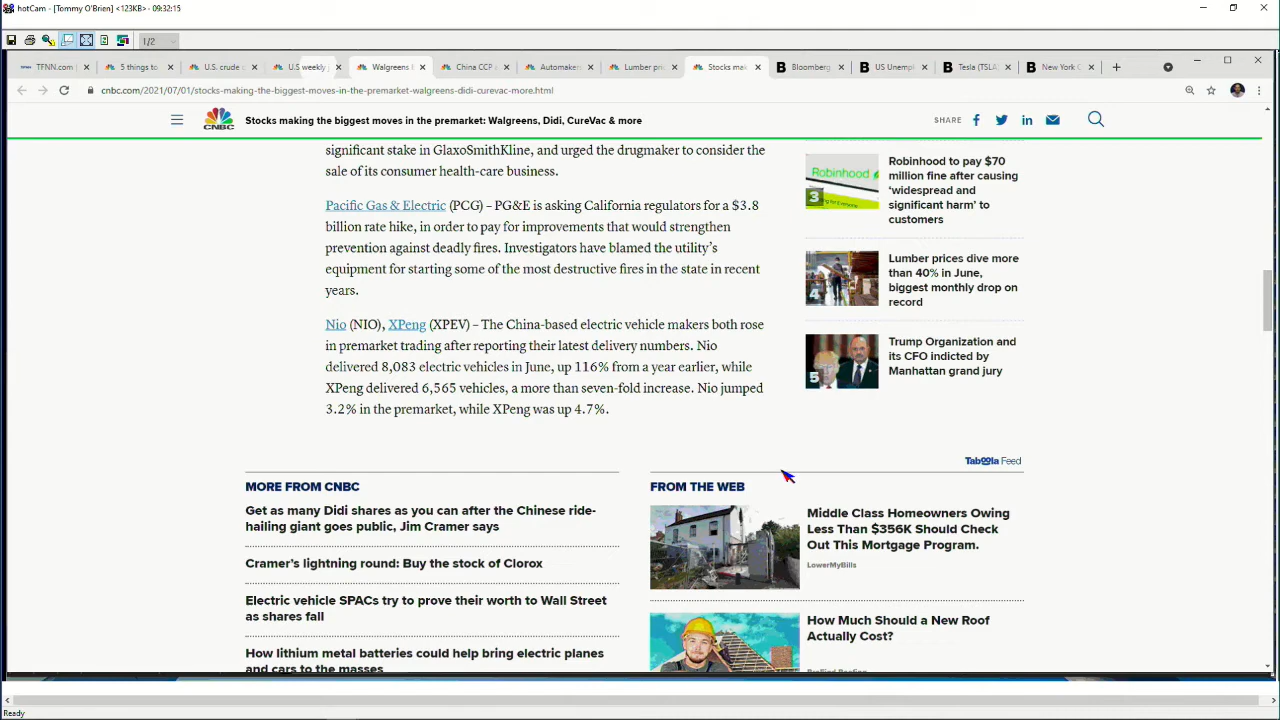 hotCam - [Tommy O'Brien] <123KB> - 09:32:15
1/2
TFNN.com
5 things to
U.S. crude
U.S weekly
Walgreens
China CCP
Automaker
Lumber pri
Stocks mak
Bloomberg
US Unempl
Tesla (TSLA
New York C
cnbc.com/2021/07/01/stocks-making-the-biggest-moves-in-the-premarket-walgreens-didi-curevac-more.html
CNBC
Stocks making the biggest moves in the premarket: Walgreens, Didi, CureVac & more
SHARE
significant stake in GlaxoSmithKline, and urged the drugmaker to consider the
sale of its consumer health-care business.
Pacific Gas & Electric (PCG) – PG&E is asking California regulators for a $3.8
billion rate hike, in order to pay for improvements that would strengthen
prevention against deadly fires. Investigators have blamed the utility's
equipment for starting some of the most destructive fires in the state in recent
years.
Nio (NIO), XPeng (XPEV) – The China-based electric vehicle makers both rose
in premarket trading after reporting their latest delivery numbers. Nio
delivered 8,083 electric vehicles in June, up 116% from a year earlier, while
XPeng delivered 6,565 vehicles, a more than seven-fold increase. Nio jumped
3.2% in the premarket, while XPeng was up 4.7%.
Robinhood
3
Robinhood to pay $70
million fine after causing
'widespread and
significant harm' to
customers
4
Lumber prices dive more
than 40% in June,
biggest monthly drop on
record
5
Trump Organization and
its CFO indicted by
Manhattan grand jury
Taboola Feed
MORE FROM CNBC
Get as many Didi shares as you can after the Chinese ride-
hailing giant goes public, Jim Cramer says
Cramer's lightning round: Buy the stock of Clorox
Electric vehicle SPACs try to prove their worth to Wall Street
as shares fall
How lithium metal batteries could help bring electric planes
and cars to the masses
FROM THE WEB
Middle Class Homeowners Owing
Less Than $356K Should Check
Out This Mortgage Program.
LowerMyBills
How Much Should a New Roof
Actually Cost?
Ready